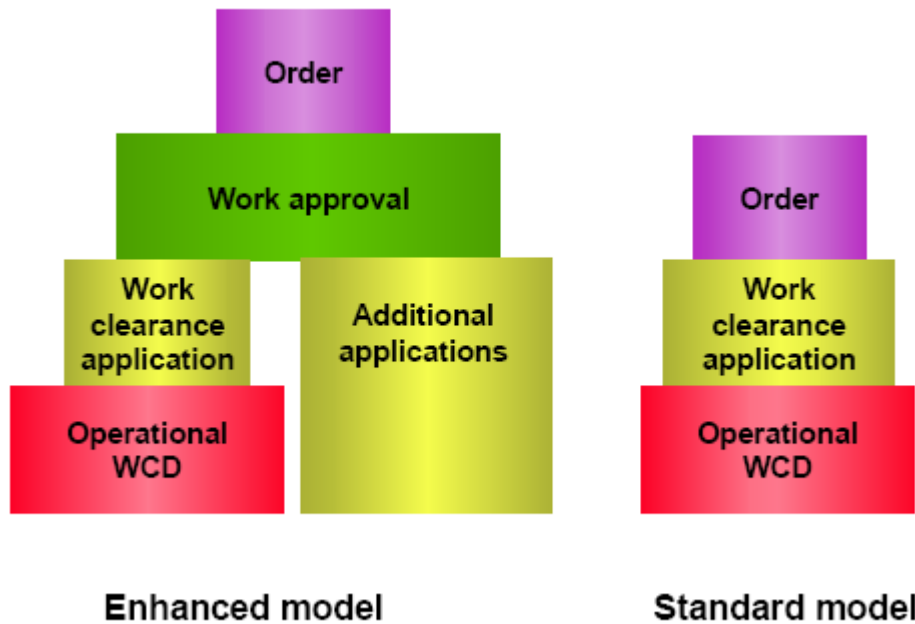 Order
Work approval
Work
clearance
application
Additional
applications
Operational
WCD
Enhanced model
Order
Work
clearance
application
Operational
WCD
Standard model